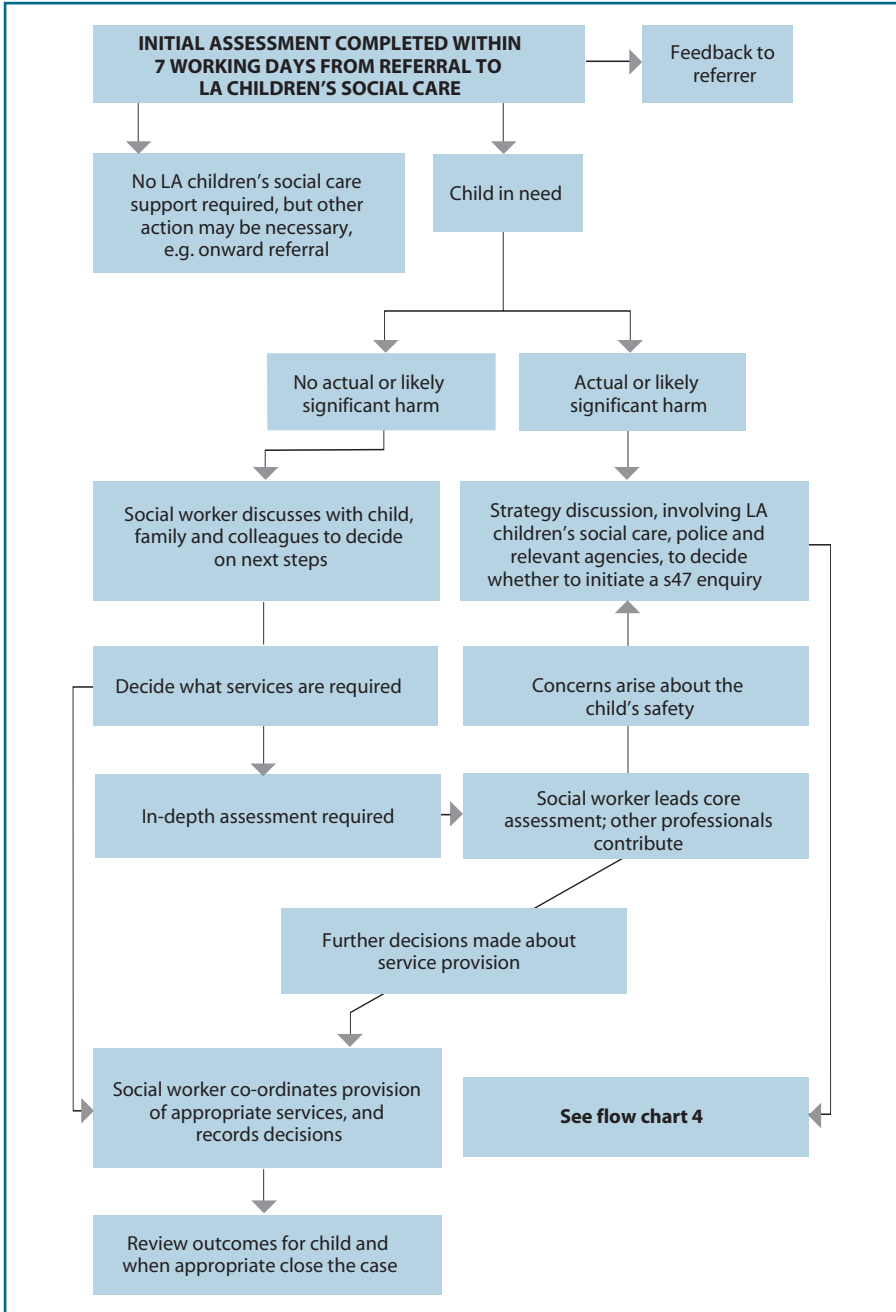 INITIAL ASSESSMENT COMPLETED WITHIN
7 WORKING DAYS FROM REFERRAL TO
LA CHILDREN'S SOCIAL CARE
Feedback to
referrer
No LA children's social care
support required, but other
action may be necessary,
e.g. onward referral
Child in need
No actual or likely
significant harm
Actual or likely
significant harm
Social worker discusses with child,
family and colleagues to decide
on next steps
Strategy discussion, involving LA
children's social care, police and
relevant agencies, to decide
whether to initiate a s47 enquiry
Decide what services are required
Concerns arise about the
child's safety
In-depth assessment required
Social worker leads core
assessment; other professionals
contribute
Further decisions made about
service provision
Social worker co-ordinates provision
of appropriate services, and
records decisions
See flow chart 4
Review outcomes for child and
when appropriate close the case